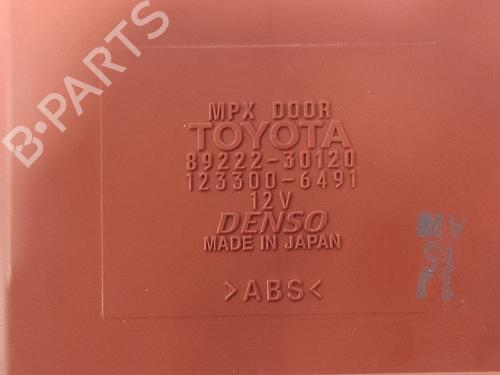 B-PARTS
MPX DOOR
TOYOTA
89222-30120
123300-6491
12V
DENSO
MADE IN JAPAN
>ABS<